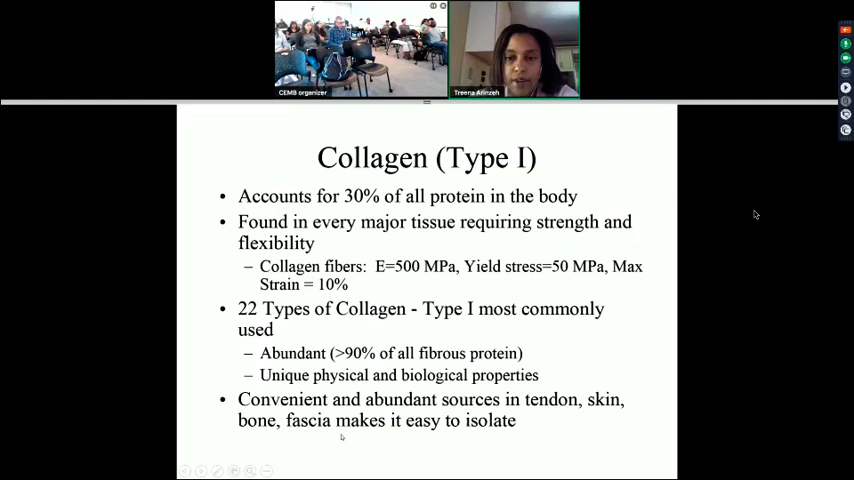 CEMB organizer
Treena Arinzeh
Collagen (Type I)
• Accounts for 30% of all protein in the body
• Found in every major tissue requiring strength and
flexibility
– Collagen fibers: E=500 MPa, Yield stress=50 MPa, Max
Strain = 10%
• 22 Types of Collagen - Type I most commonly
used
– Abundant (>90% of all fibrous protein)
– Unique physical and biological properties
• Convenient and abundant sources in tendon, skin,
bone, fascia makes it easy to isolate